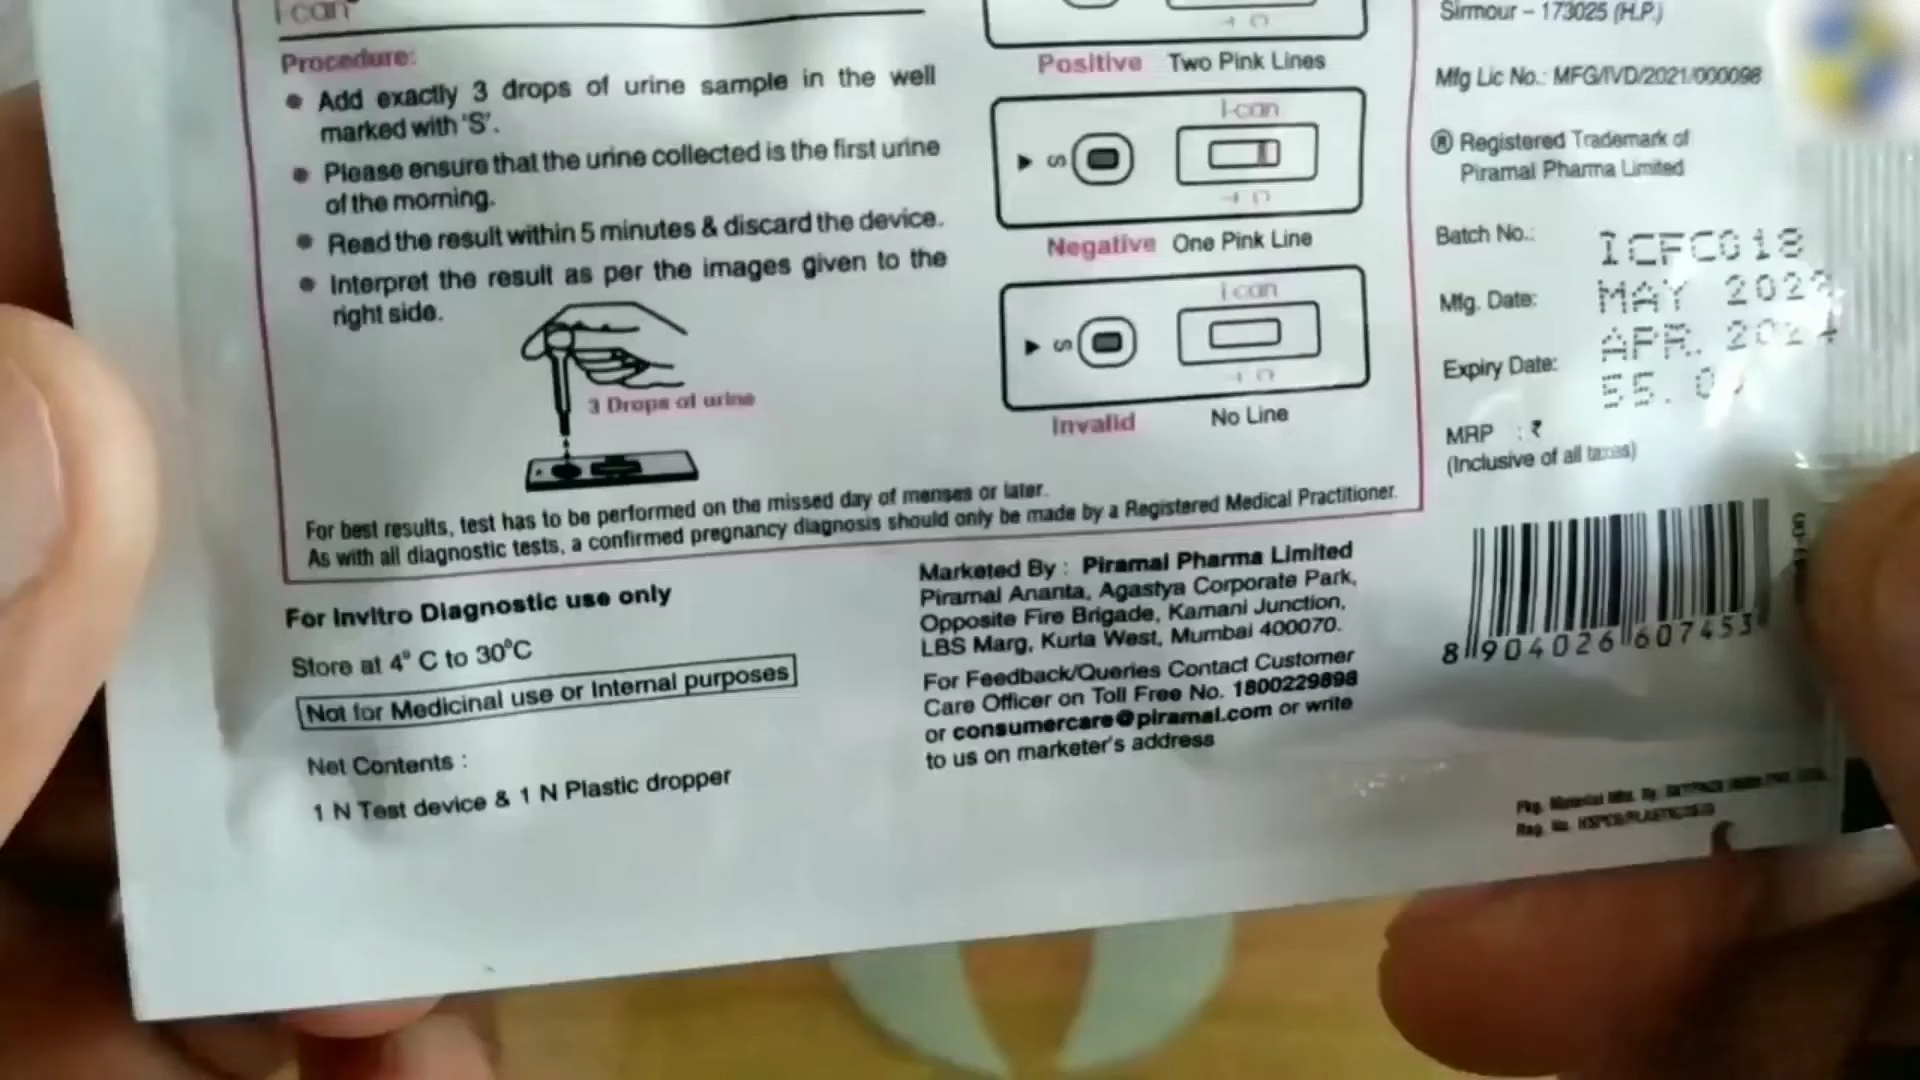 i-can
Procedure:
Add exactly 3 drops of urine sample in the well
marked with 'S'.
Please ensure that the urine collected is the first urine
of the morning.
Read the result within 5 minutes & discard the device.
Interpret the result as per the images given to the
right side.
3 Drops of urine
T C
Positive Two Pink Lines
i-can
S
T C
Negative One Pink Line
i-can
S
T C
Invalid No Line
For best results, test has to be performed on the missed day of menses or later.
As with all diagnostic tests, a confirmed pregnancy diagnosis should only be made by a Registered Medical Practitioner.
For Invitro Diagnostic use only
Store at 4° C to 30°C
Not for Medicinal use or Internal purposes
Net Contents :
1 N Test device & 1 N Plastic dropper
Marketed By : Piramal Pharma Limited
Piramal Ananta, Agastya Corporate Park,
Opposite Fire Brigade, Kamani Junction,
LBS Marg, Kurla West, Mumbai 400070.
For Feedback/Queries Contact Customer
Care Officer on Toll Free No. 1800229898
or consumercare@piramal.com or write
to us on marketer's address
Sirmour – 173025 (H.P.)
Mfg Lic No.: MFG/IVD/2021/000098
® Registered Trademark of
Piramal Pharma Limited
Batch No.: ICFC018
Mfg. Date: MAY
Expiry Date: APR. 2024
MRP : ₹ 55.0
(Inclusive of all taxes)
8 904026 607453
Pkg. Material Mfd. By:
Reg. No.